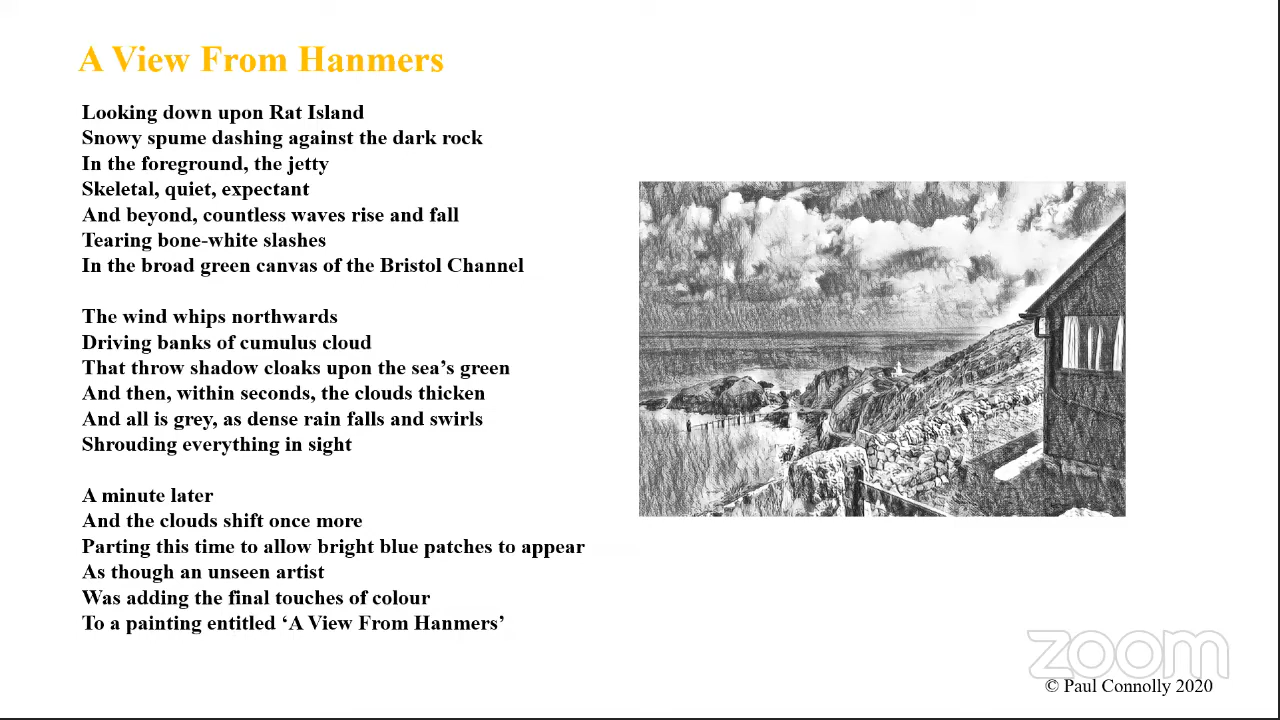 A View From Hanmers
Looking down upon Rat Island
Snowy spume dashing against the dark rock
In the foreground, the jetty
Skeletal, quiet, expectant
And beyond, countless waves rise and fall
Tearing bone-white slashes
In the broad green canvas of the Bristol Channel
The wind whips northwards
Driving banks of cumulus cloud
That throw shadow cloaks upon the sea’s green
And then, within seconds, the clouds thicken
And all is grey, as dense rain falls and swirls
Shrouding everything in sight
A minute later
And the clouds shift once more
Parting this time to allow bright blue patches to appear
As though an unseen artist
Was adding the final touches of colour
To a painting entitled ‘A View From Hanmers’
zoom
© Paul Connolly 2020